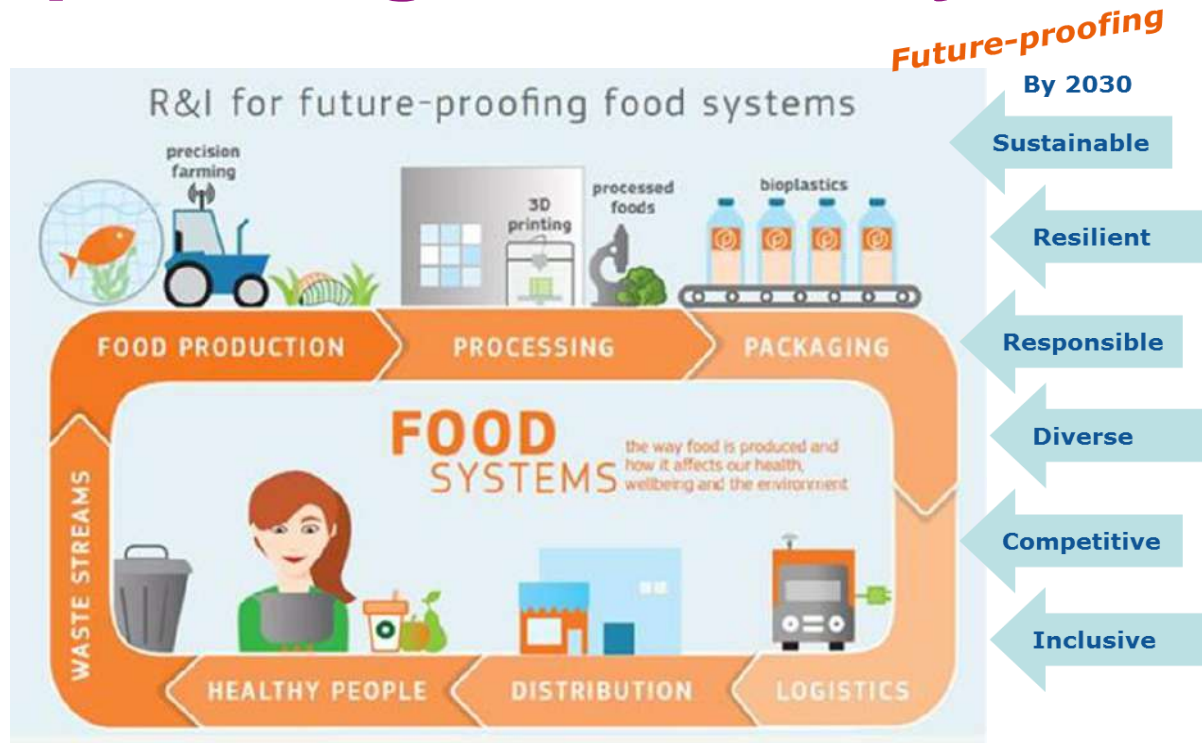 Future-proofing
By 2030
R&I for future-proofing food systems
precision
farming
3D
printing
processed
foods
bioplastics
FOOD PRODUCTION
PROCESSING
PACKAGING
FOOD
SYSTEMS
the way food is produced and
how it affects our health,
wellbeing and the environment
WASTE STREAMS
HEALTHY PEOPLE
DISTRIBUTION
LOGISTICS
Sustainable
Resilient
Responsible
Diverse
Competitive
Inclusive